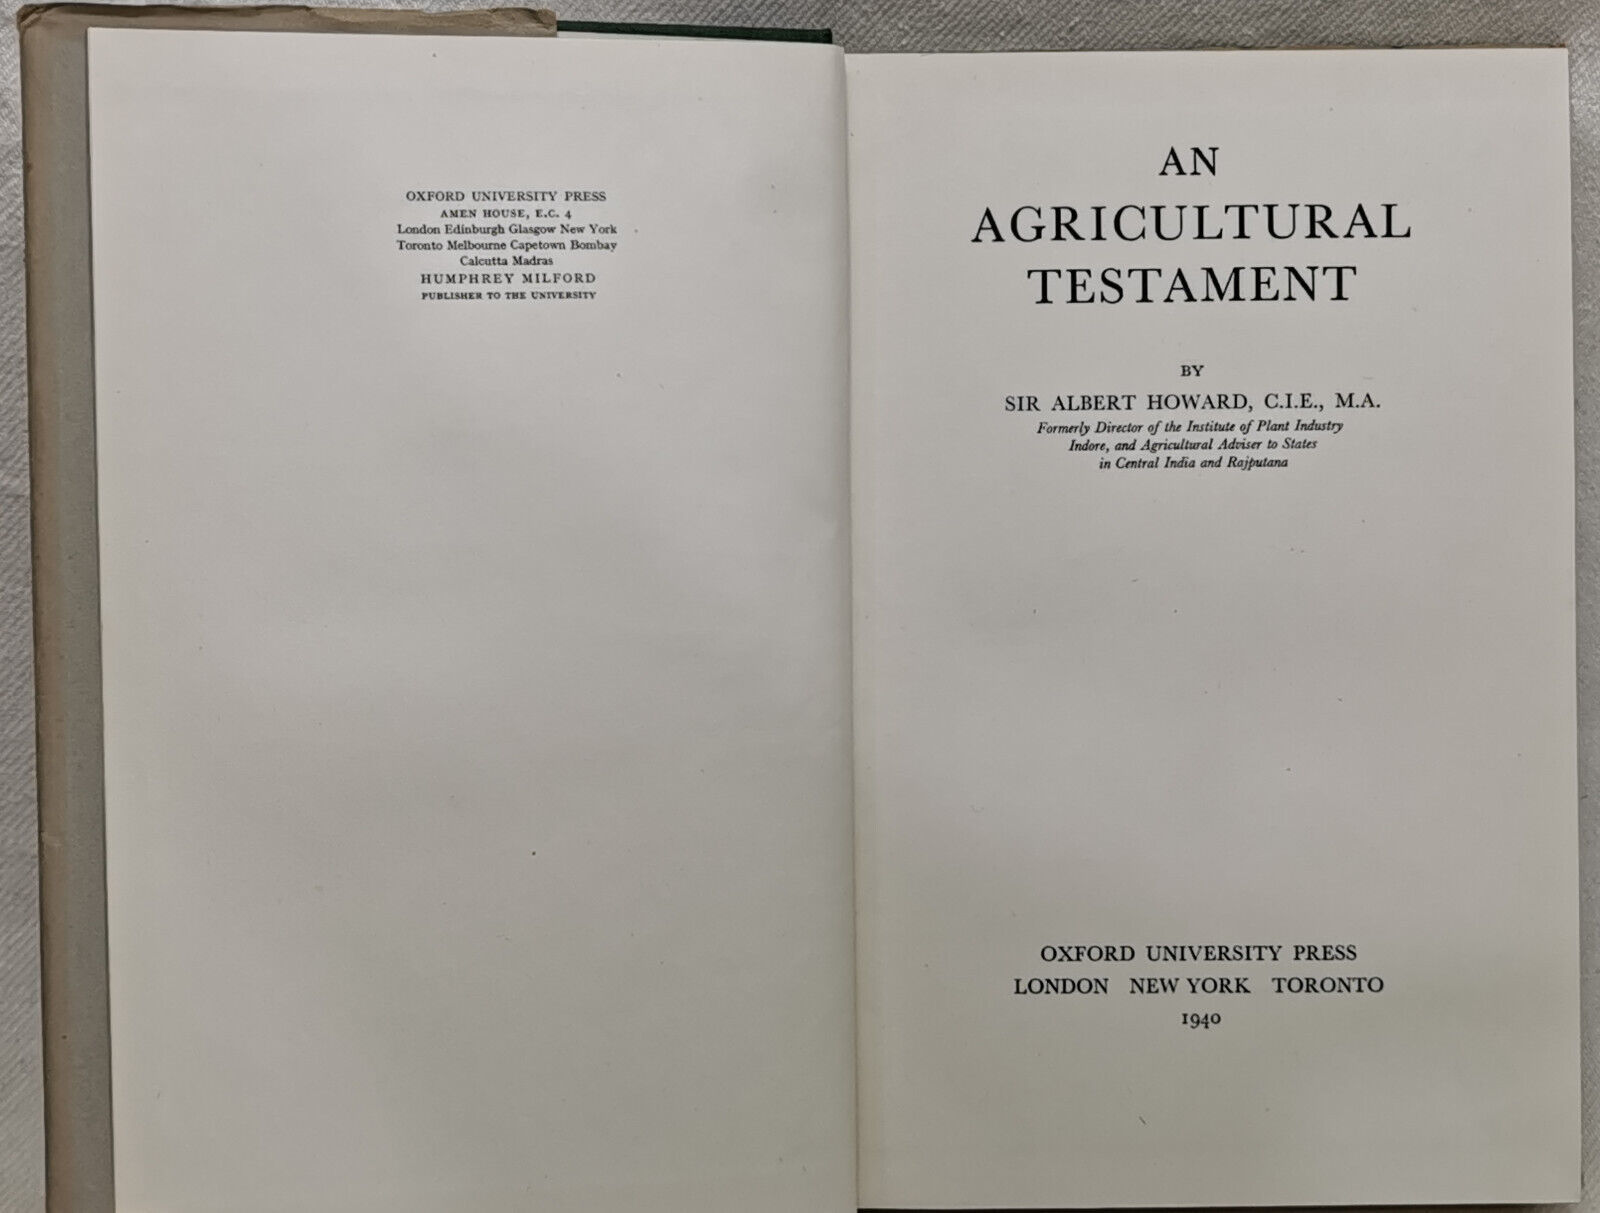 OXFORD UNIVERSITY PRESS
AMEN HOUSE, E.C. 4
London Edinburgh Glasgow New York
Toronto Melbourne Capetown Bombay
Calcutta Madras
HUMPHREY MILFORD
PUBLISHER TO THE UNIVERSITY
AN
AGRICULTURAL
TESTAMENT
BY
SIR ALBERT HOWARD, C.I.E., M.A.
Formerly Director of the Institute of Plant Industry
Indore, and Agricultural Adviser to States
in Central India and Rajputana
OXFORD UNIVERSITY PRESS
LONDON NEW YORK TORONTO
1940